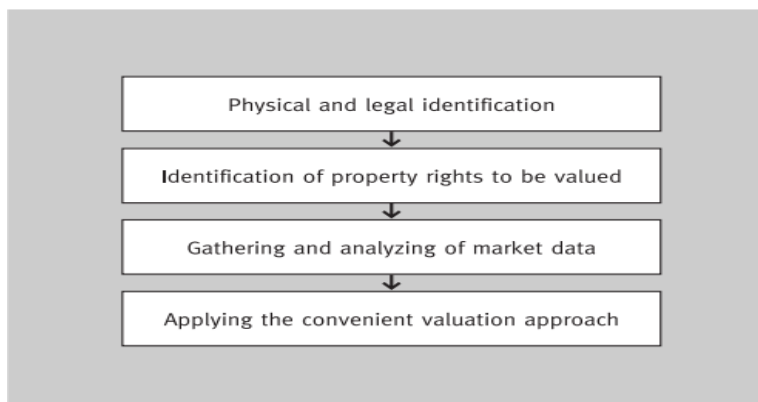 Physical and legal identification
Identification of property rights to be valued
Gathering and analyzing of market data
Applying the convenient valuation approach